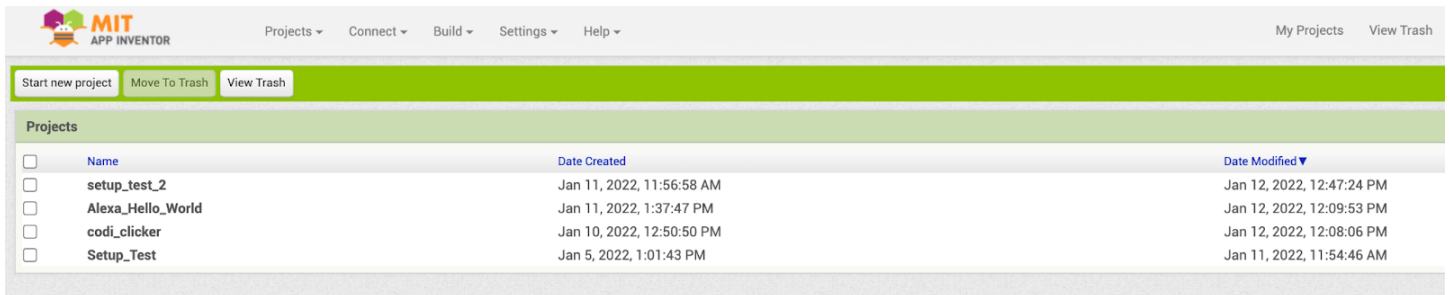 MIT
APP INVENTOR
Projects Connect Build Settings Help My Projects View Trash
Start new project Move To Trash View Trash
Projects
Name Date Created Date Modified▼
setup_test_2 Jan 11, 2022, 11:56:58 AM Jan 12, 2022, 12:47:24 PM
Alexa_Hello_World Jan 11, 2022, 1:37:47 PM Jan 12, 2022, 12:09:53 PM
codi_clicker Jan 10, 2022, 12:50:50 PM Jan 12, 2022, 12:08:06 PM
Setup_Test Jan 5, 2022, 1:01:43 PM Jan 11, 2022, 11:54:46 AM